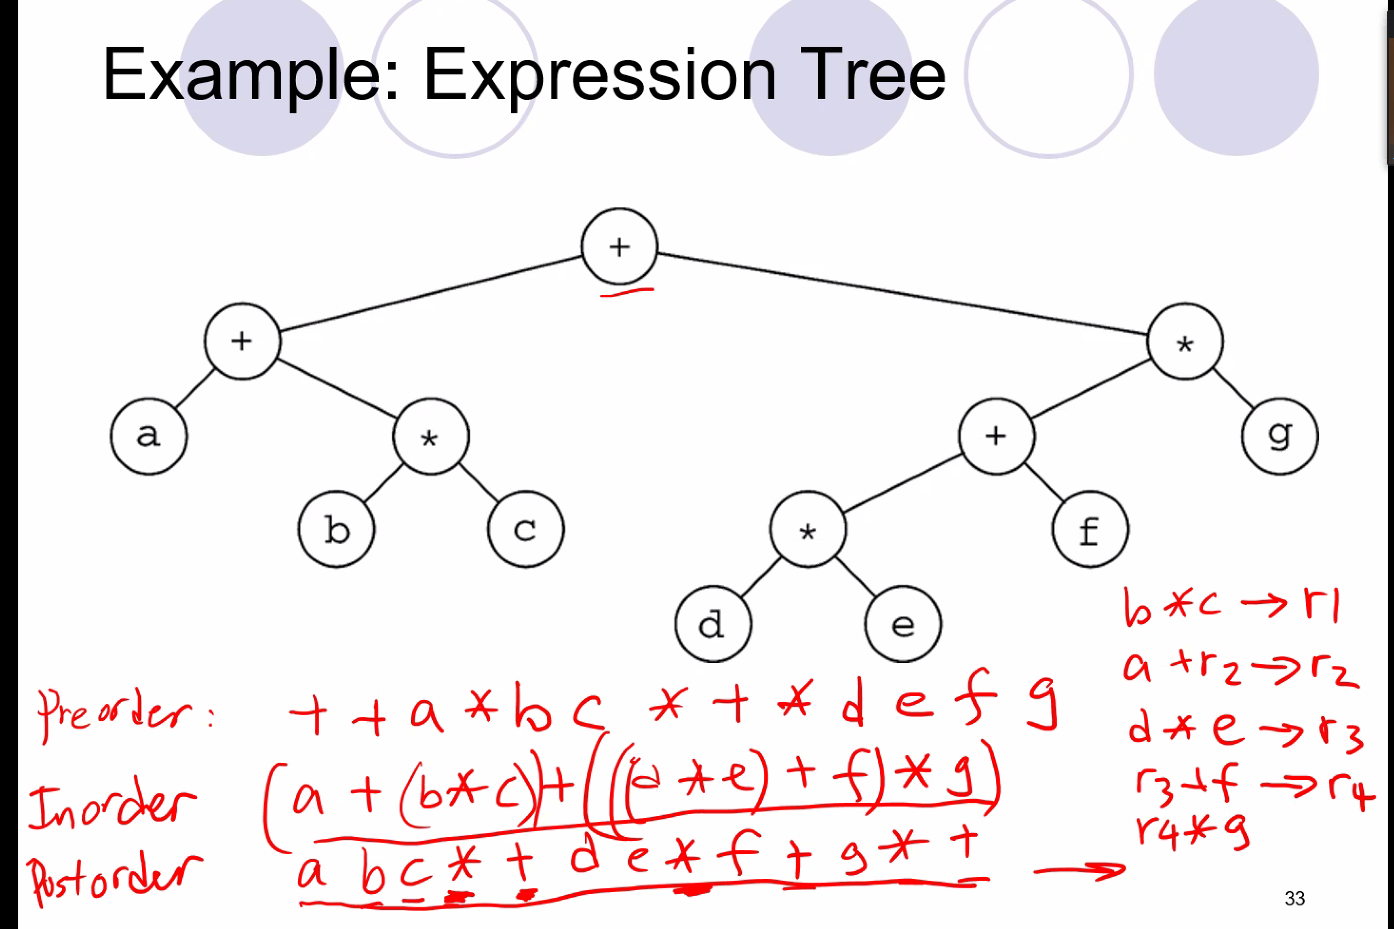 Example: Expression Tree
+
+ *
a * + g
b c * f
d e
b * c → r1
a + r2 → r2
d * e → r3
r3 + f → r4
r4 * g
Preorder: + + a * b c * + * d e f g
Inorder (a + (b * c)) + (((d * e) + f) * g)
Postorder a b c * + d e * f + g * + →
33